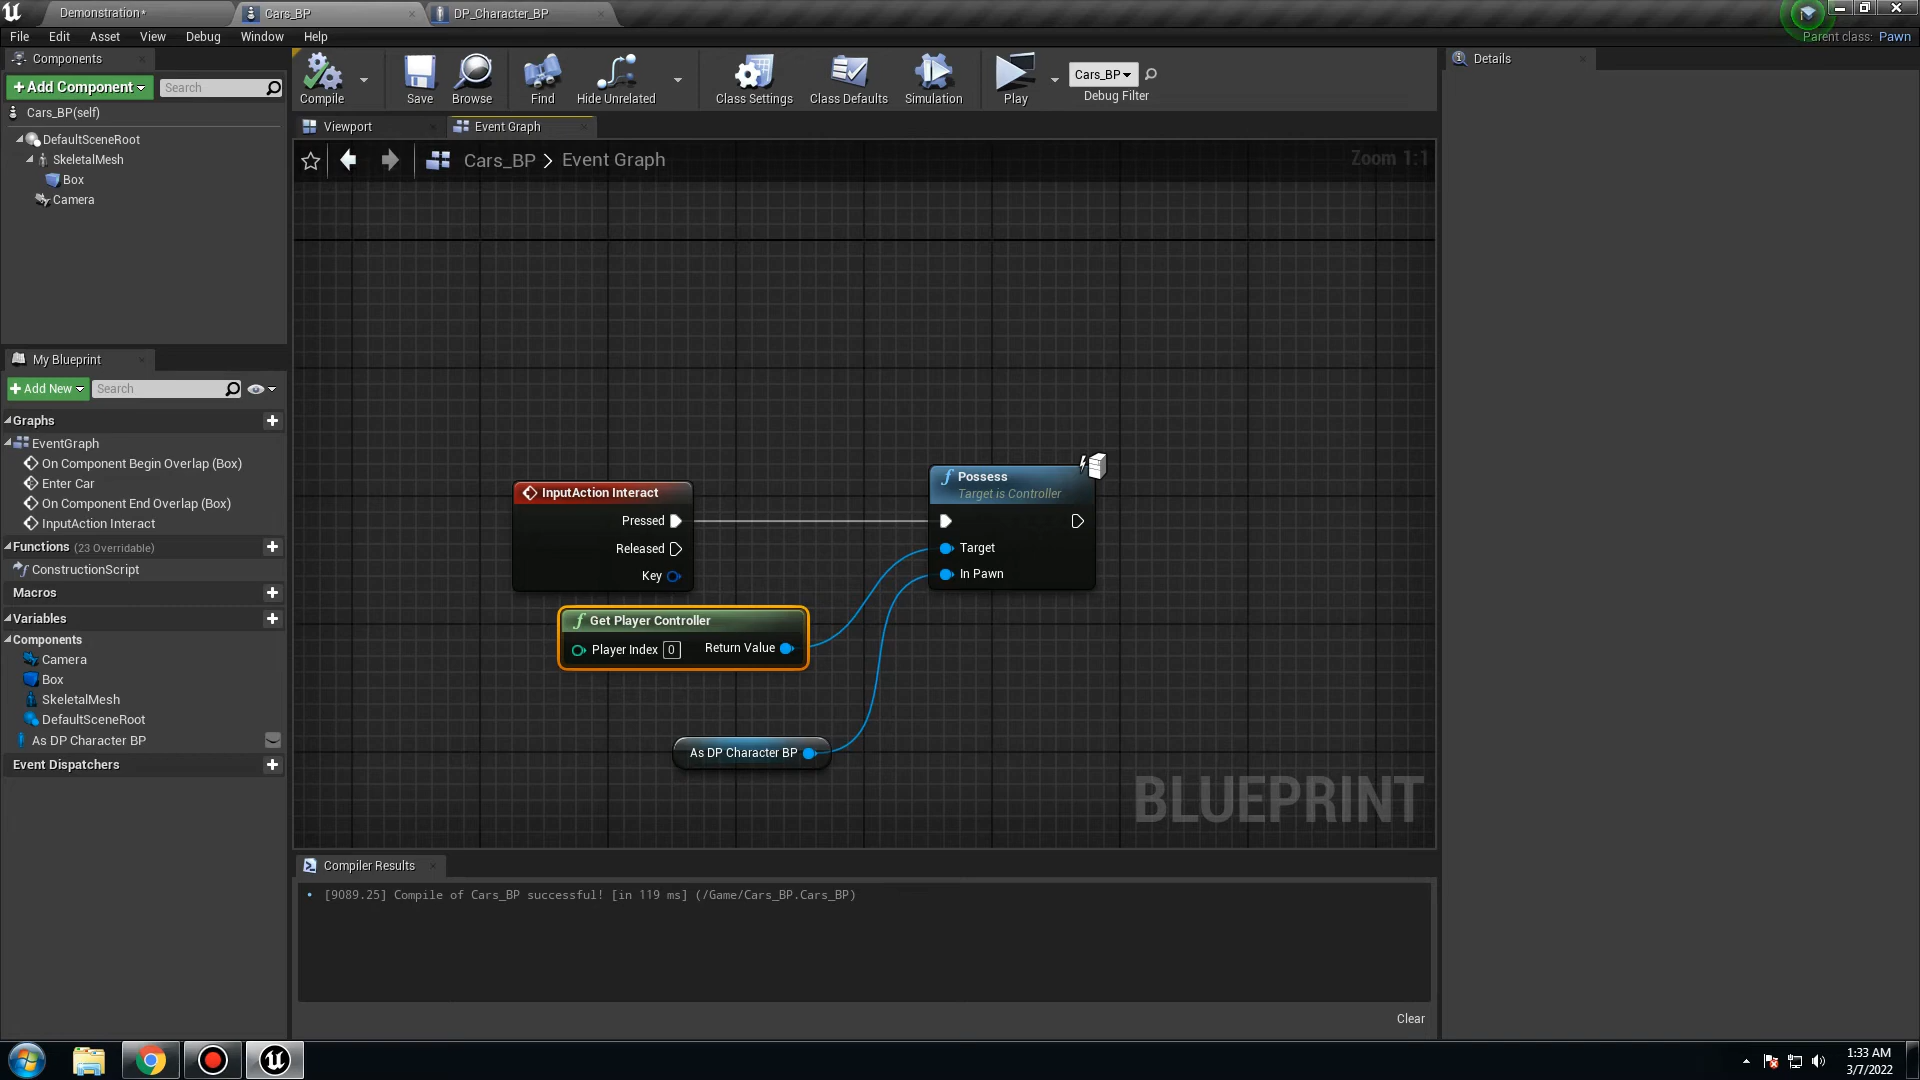 Demonstration*
Cars_BP
DP_Character_BP
File Edit Asset View Debug Window Help
Parent class: Pawn
Components
+Add Component
Search
Cars_BP(self)
DefaultSceneRoot
SkeletalMesh
Box
Camera
Compile
Save
Browse
Find
Hide Unrelated
Class Settings
Class Defaults
Simulation
Play
Cars_BP
Debug Filter
Details
Viewport
Event Graph
Cars_BP > Event Graph
Zoom 1:1
My Blueprint
+Add New
Search
Graphs
EventGraph
On Component Begin Overlap (Box)
Enter Car
On Component End Overlap (Box)
InputAction Interact
Functions (23 Overridable)
ConstructionScript
Macros
Variables
Components
Camera
Box
SkeletalMesh
DefaultSceneRoot
As DP Character BP
Event Dispatchers
InputAction Interact
Pressed
Released
Key
Get Player Controller
Player Index 0
Return Value
As DP Character BP
Possess
Target is Controller
Target
In Pawn
BLUEPRINT
Compiler Results
• [9089.25] Compile of Cars_BP successful! [in 119 ms] (/Game/Cars_BP.Cars_BP)
Clear
1:33 AM
3/7/2022